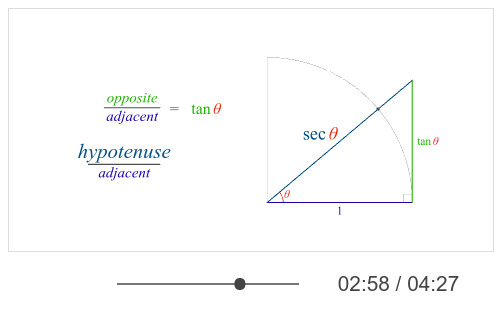 opposite
adjacent
= tan θ
hypotenuse
adjacent
sec θ
tan θ
θ
1
02:58 / 04:27